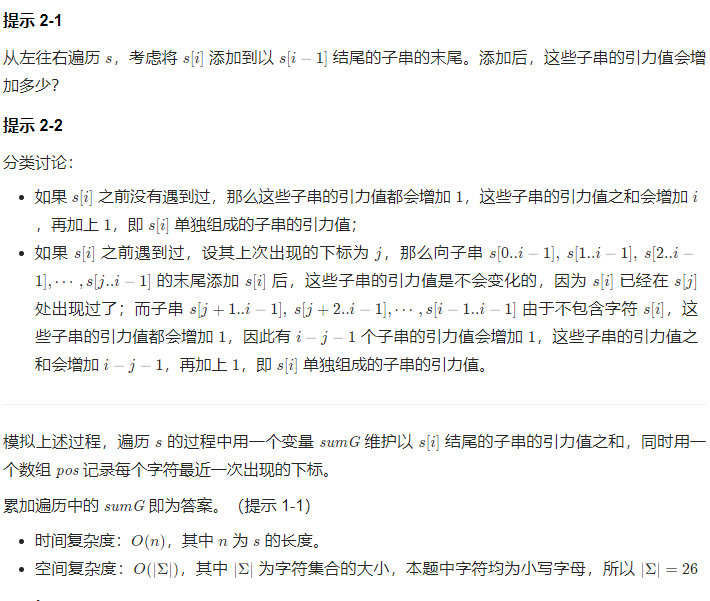 提示 2-1
从左往右遍历 s，考虑将 s[i] 添加到以 s[i − 1] 结尾的子串的末尾。添加后，这些子串的引力值会增
加多少？
提示 2-2
分类讨论：
• 如果 s[i] 之前没有遇到过，那么这些子串的引力值都会增加 1，这些子串的引力值之和会增加 i
，再加上 1，即 s[i] 单独组成的子串的引力值；
• 如果 s[i] 之前遇到过，设其上次出现的下标为 j，那么向子串 s[0..i − 1], s[1..i − 1], s[2..i −
1], ⋯ , s[j..i − 1] 的末尾添加 s[i] 后，这些子串的引力值是不会变化的，因为 s[i] 已经在 s[j]
处出现过了；而子串 s[j + 1..i − 1], s[j + 2..i − 1], ⋯ , s[i − 1..i − 1] 由于不包含字符 s[i]，这
些子串的引力值都会增加 1，因此有 i − j − 1 个子串的引力值会增加 1，这些子串的引力值之
和会增加 i − j − 1，再加上 1，即 s[i] 单独组成的子串的引力值。
模拟上述过程，遍历 s 的过程中用一个变量 sumG 维护以 s[i] 结尾的子串的引力值之和，同时用一
个数组 pos 记录每个字符最近一次出现的下标。
累加遍历中的 sumG 即为答案。（提示 1-1）
• 时间复杂度：O(n)，其中 n 为 s 的长度。
• 空间复杂度：O(|Σ|)，其中 |Σ| 为字符集合的大小，本题中字符均为小写字母，所以 |Σ| = 26